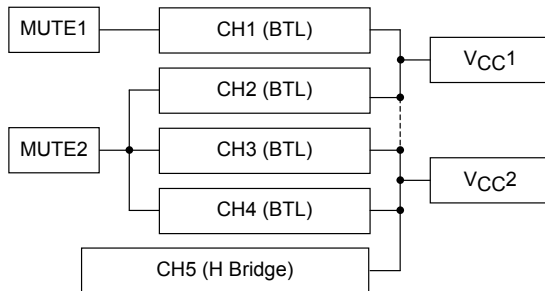 MUTE1
CH1 (BTL)
VCC1
CH2 (BTL)
MUTE2
CH3 (BTL)
VCC2
CH4 (BTL)
CH5 (H Bridge)